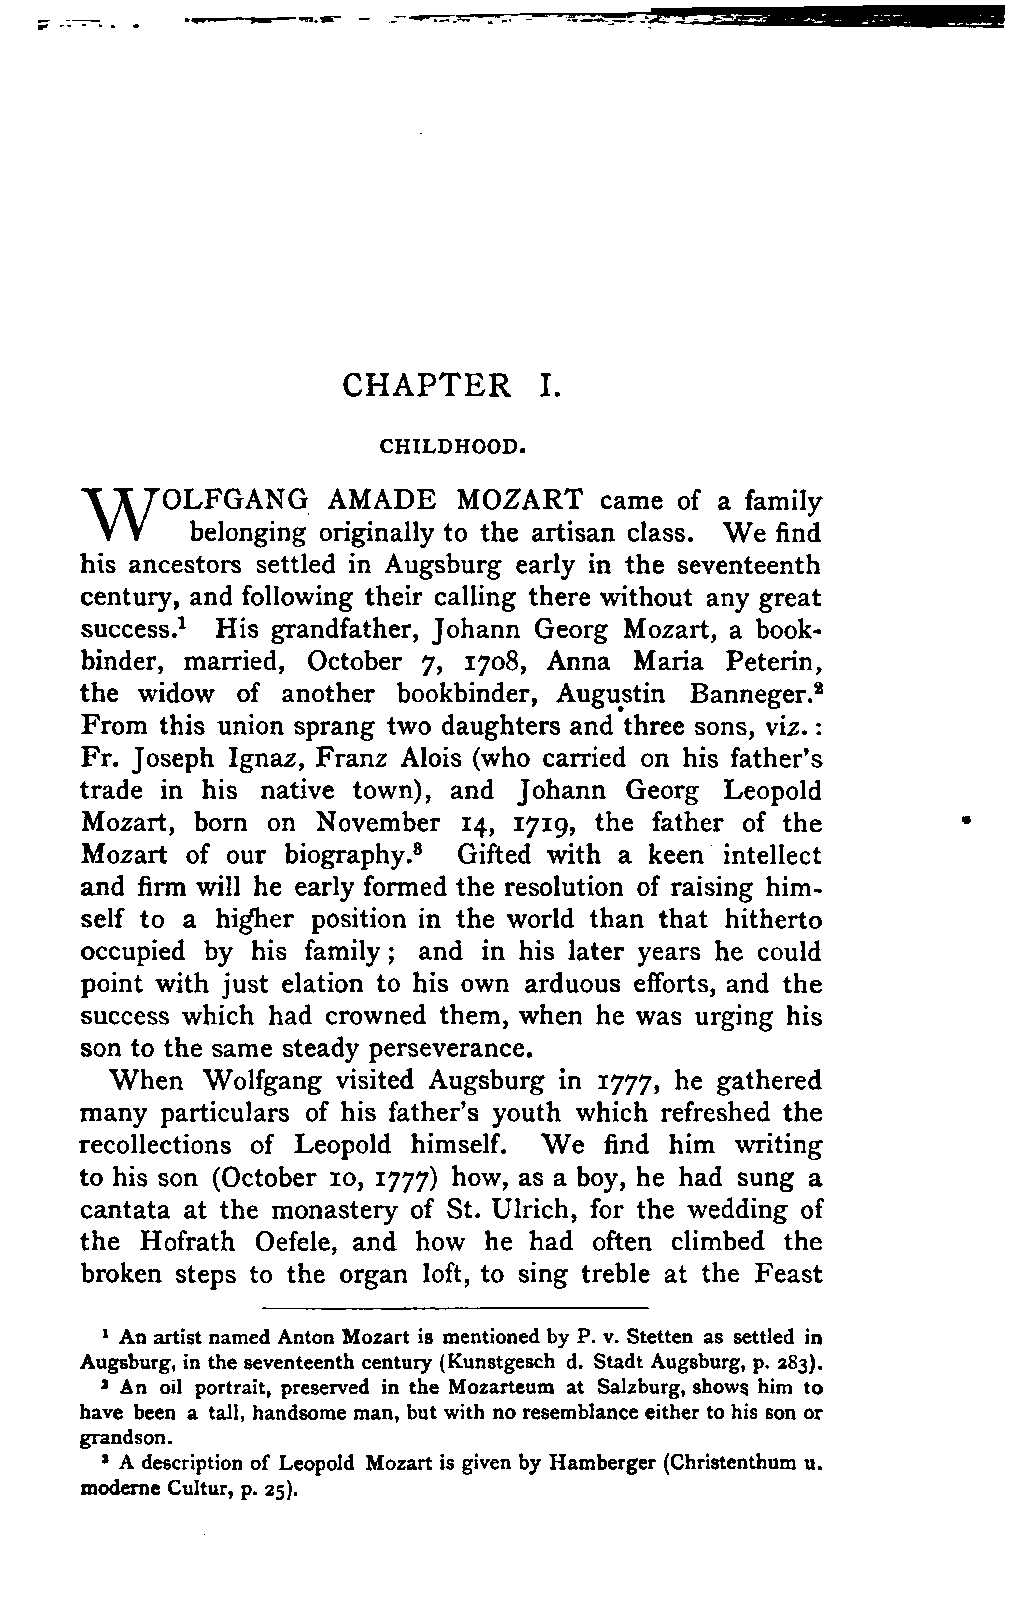 CHAPTER I.
CHILDHOOD.
WOLFGANG AMADE MOZART came of a family
belonging originally to the artisan class. We find
his ancestors settled in Augsburg early in the seventeenth
century, and following their calling there without any great
success.¹ His grandfather, Johann Georg Mozart, a book-
binder, married, October 7, 1708, Anna Maria Peterin,
the widow of another bookbinder, Augustin Banneger.²
From this union sprang two daughters and three sons, viz.:
Fr. Joseph Ignaz, Franz Alois (who carried on his father's
trade in his native town), and Johann Georg Leopold
Mozart, born on November 14, 1719, the father of the
Mozart of our biography.³ Gifted with a keen intellect
and firm will he early formed the resolution of raising him-
self to a higher position in the world than that hitherto
occupied by his family; and in his later years he could
point with just elation to his own arduous efforts, and the
success which had crowned them, when he was urging his
son to the same steady perseverance.
When Wolfgang visited Augsburg in 1777, he gathered
many particulars of his father's youth which refreshed the
recollections of Leopold himself. We find him writing
to his son (October 10, 1777) how, as a boy, he had sung a
cantata at the monastery of St. Ulrich, for the wedding of
the Hofrath Oefele, and how he had often climbed the
broken steps to the organ loft, to sing treble at the Feast
¹ An artist named Anton Mozart is mentioned by P. v. Stetten as settled in
Augsburg, in the seventeenth century (Kunstgesch d. Stadt Augsburg, p. 283).
² An oil portrait, preserved in the Mozarteum at Salzburg, shows him to
have been a tall, handsome man, but with no resemblance either to his son or
grandson.
³ A description of Leopold Mozart is given by Hamberger (Christenthum u.
moderne Cultur, p. 25).